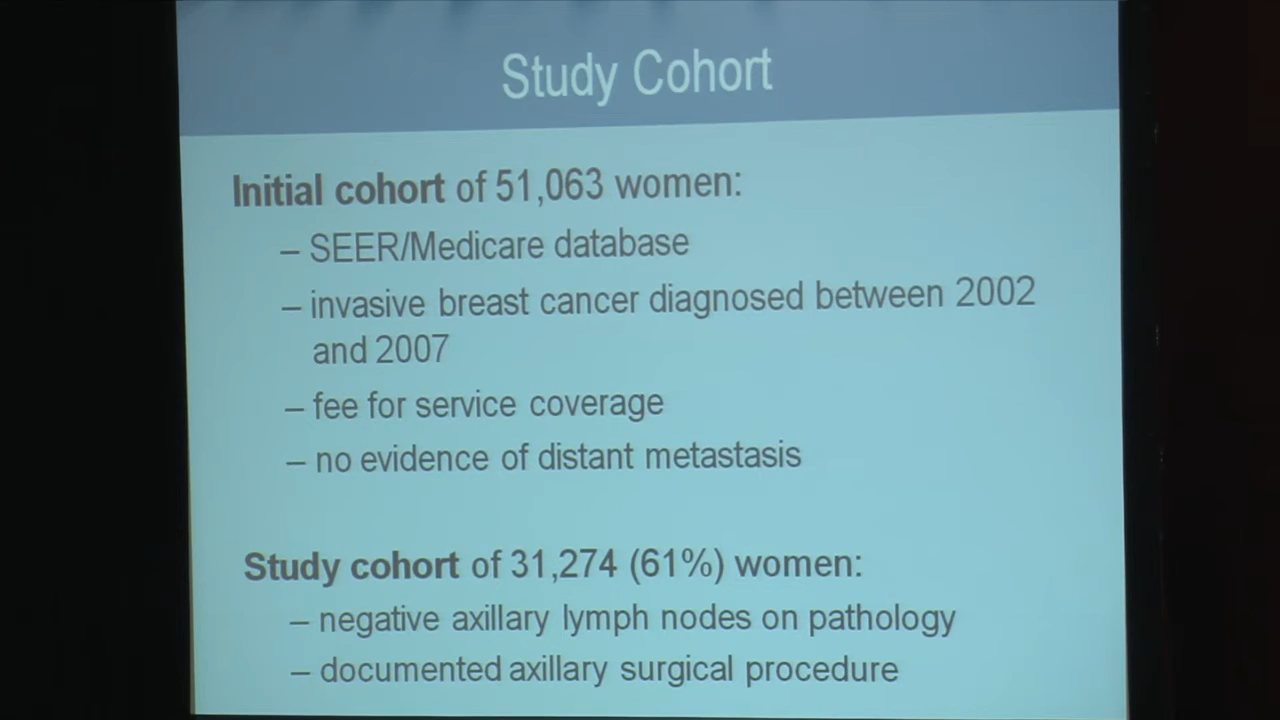 Study Cohort
Initial cohort of 51,063 women:
– SEER/Medicare database
– invasive breast cancer diagnosed between 2002
and 2007
– fee for service coverage
– no evidence of distant metastasis
Study cohort of 31,274 (61%) women:
– negative axillary lymph nodes on pathology
– documented axillary surgical procedure